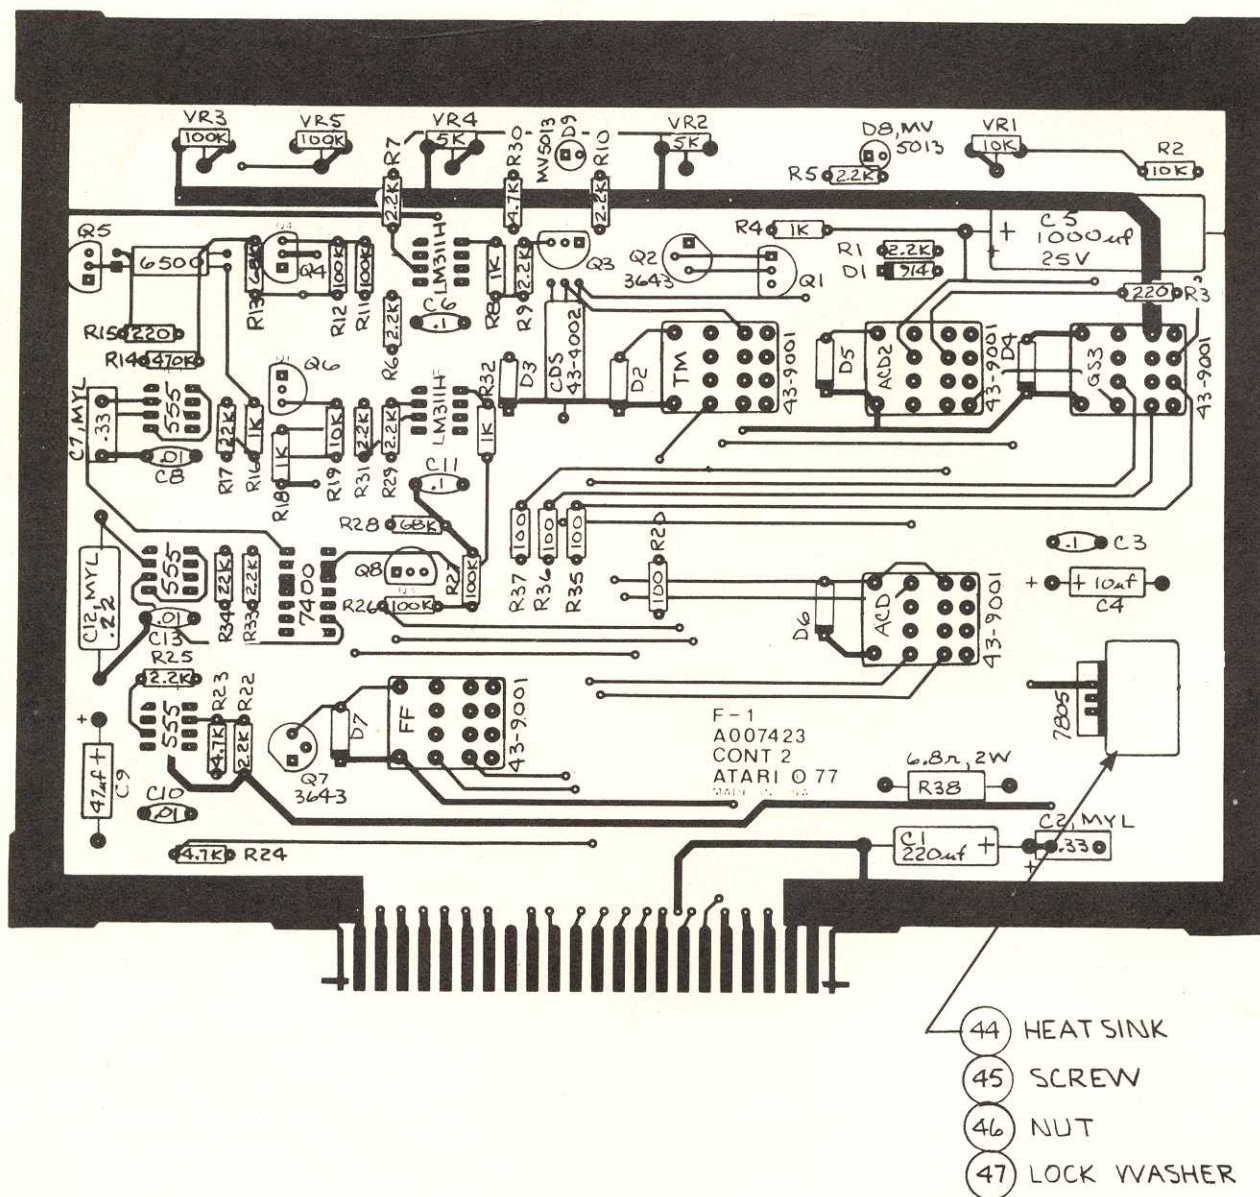 VR3
100K
VR5
100K
VR4
5K
VR2
5K
VR1
10K
R7
2.2K
R30
4.7K
MV5013
D9
R10
2.2K
D8, MV
5013
R5
2.2K
R2
10K
Q5
6500
R13
68K
Q4
R12
100K
R11
100K
LM311H
R8
1K
R9
2.2K
Q3
Q2
3643
Q1
R4
1K
R1
2.2K
D1
914
C5
1000uf
25V
220
R3
R15
220
R14
470K
R6
2.2K
C6
.1
R32
1K
D3
CDS
43-4002
D2
TM
43-9001
D5
ACD2
43-9001
D4
GS3
43-9001
C7, MYL
.33
555
C8
.01
R17
22K
R16
1K
Q6
R18
1K
R19
10K
R31
2.2K
R29
2.2K
LM311H
C11
.1
R28
68K
R37
100
R36
100
R35
100
R20
100
C3
.1
C12, MYL
.22
555
C13
.01
R34
22K
R33
2.2K
7400
Q8
R26
100K
R27
100K
D6
ACD
43-9001
10uf
C4
R25
2.2K
555
R23
4.7K
R22
2.2K
47uf
C9
C10
.01
Q7
3643
D7
FF
43-9001
F-1
A007423
CONT 2
ATARI © 77
MADE IN USA
7805
6.8Ω, 2W
R38
4.7K
R24
C1
220uf
C2, MYL
.33
44 HEAT SINK
45 SCREW
46 NUT
47 LOCK WASHER